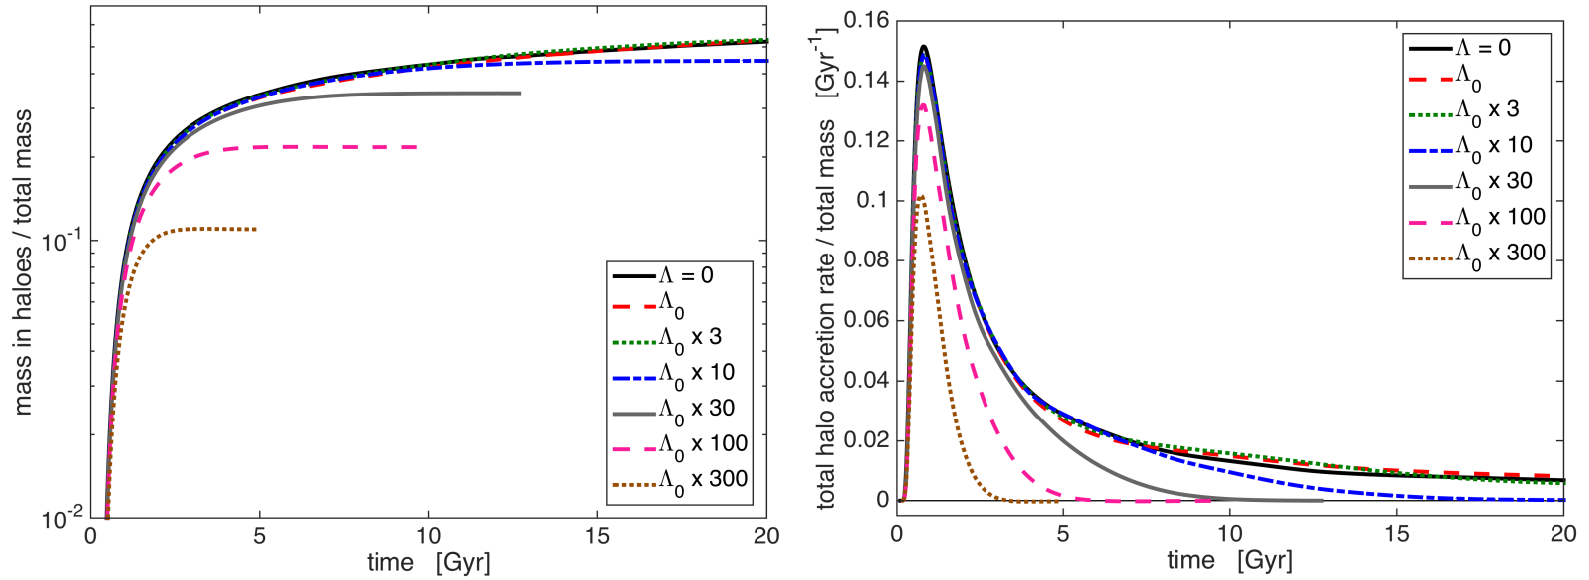 mass in haloes / total mass
10⁻¹
10⁻²
0
5
10
15
20
time [Gyr]
Λ = 0
Λ₀
Λ₀ x 3
Λ₀ x 10
Λ₀ x 30
Λ₀ x 100
Λ₀ x 300
total halo accretion rate / total mass [Gyr⁻¹]
0.16
0.14
0.12
0.1
0.08
0.06
0.04
0.02
0
0
5
10
15
20
time [Gyr]
Λ = 0
Λ₀
Λ₀ x 3
Λ₀ x 10
Λ₀ x 30
Λ₀ x 100
Λ₀ x 300